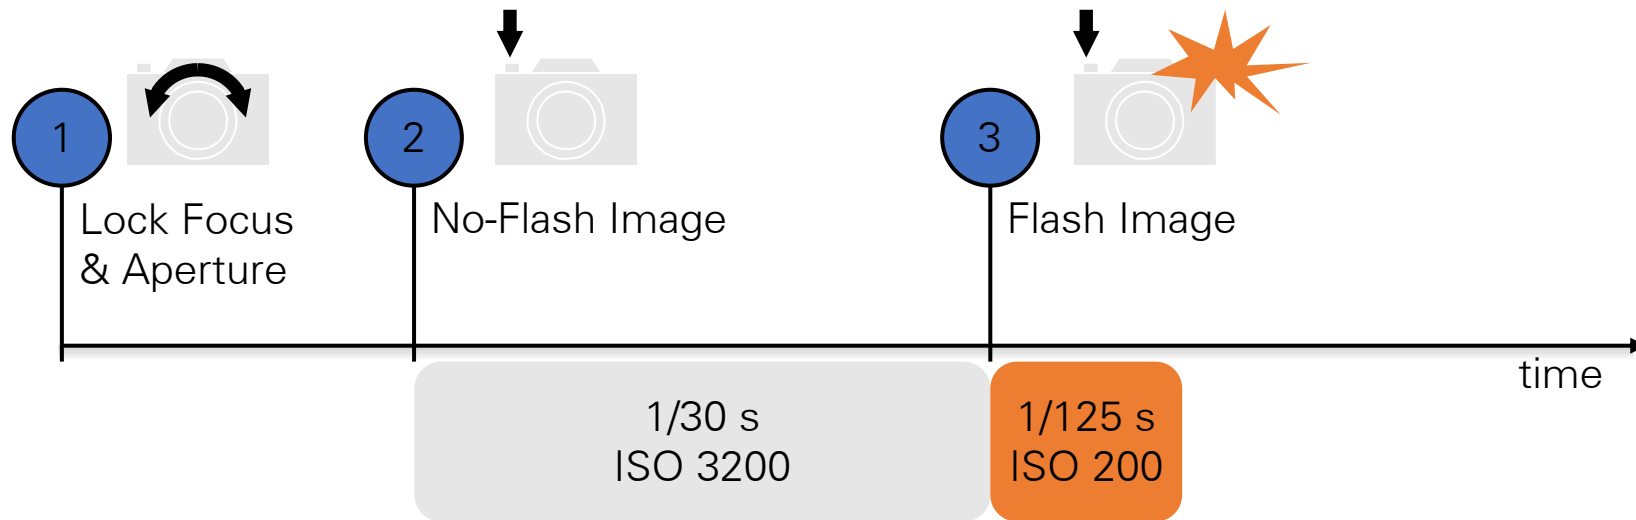 1
Lock Focus
& Aperture
2
No-Flash Image
3
Flash Image
time
1/30 s
ISO 3200
1/125 s
ISO 200